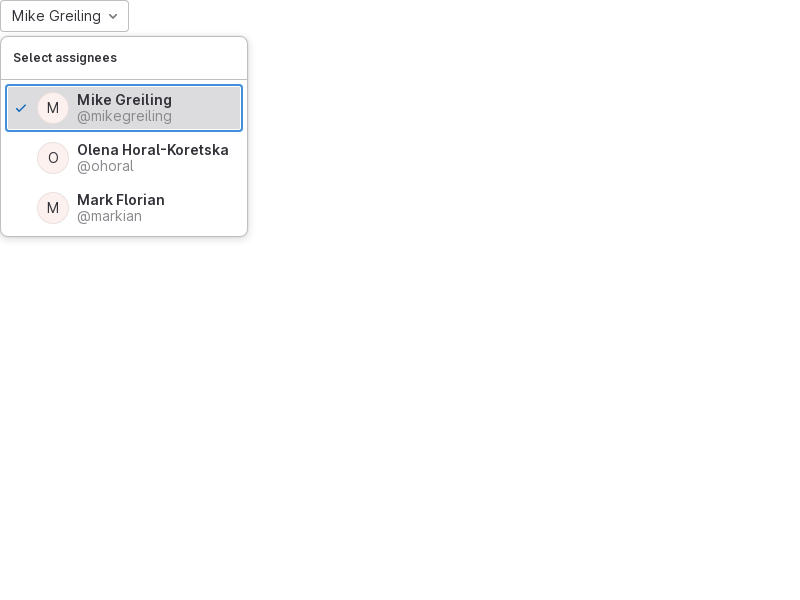 Mike Greiling
Select assignees
M
Mike Greiling
@mikegreiling
O
Olena Horal-Koretska
@ohoral
M
Mark Florian
@markian